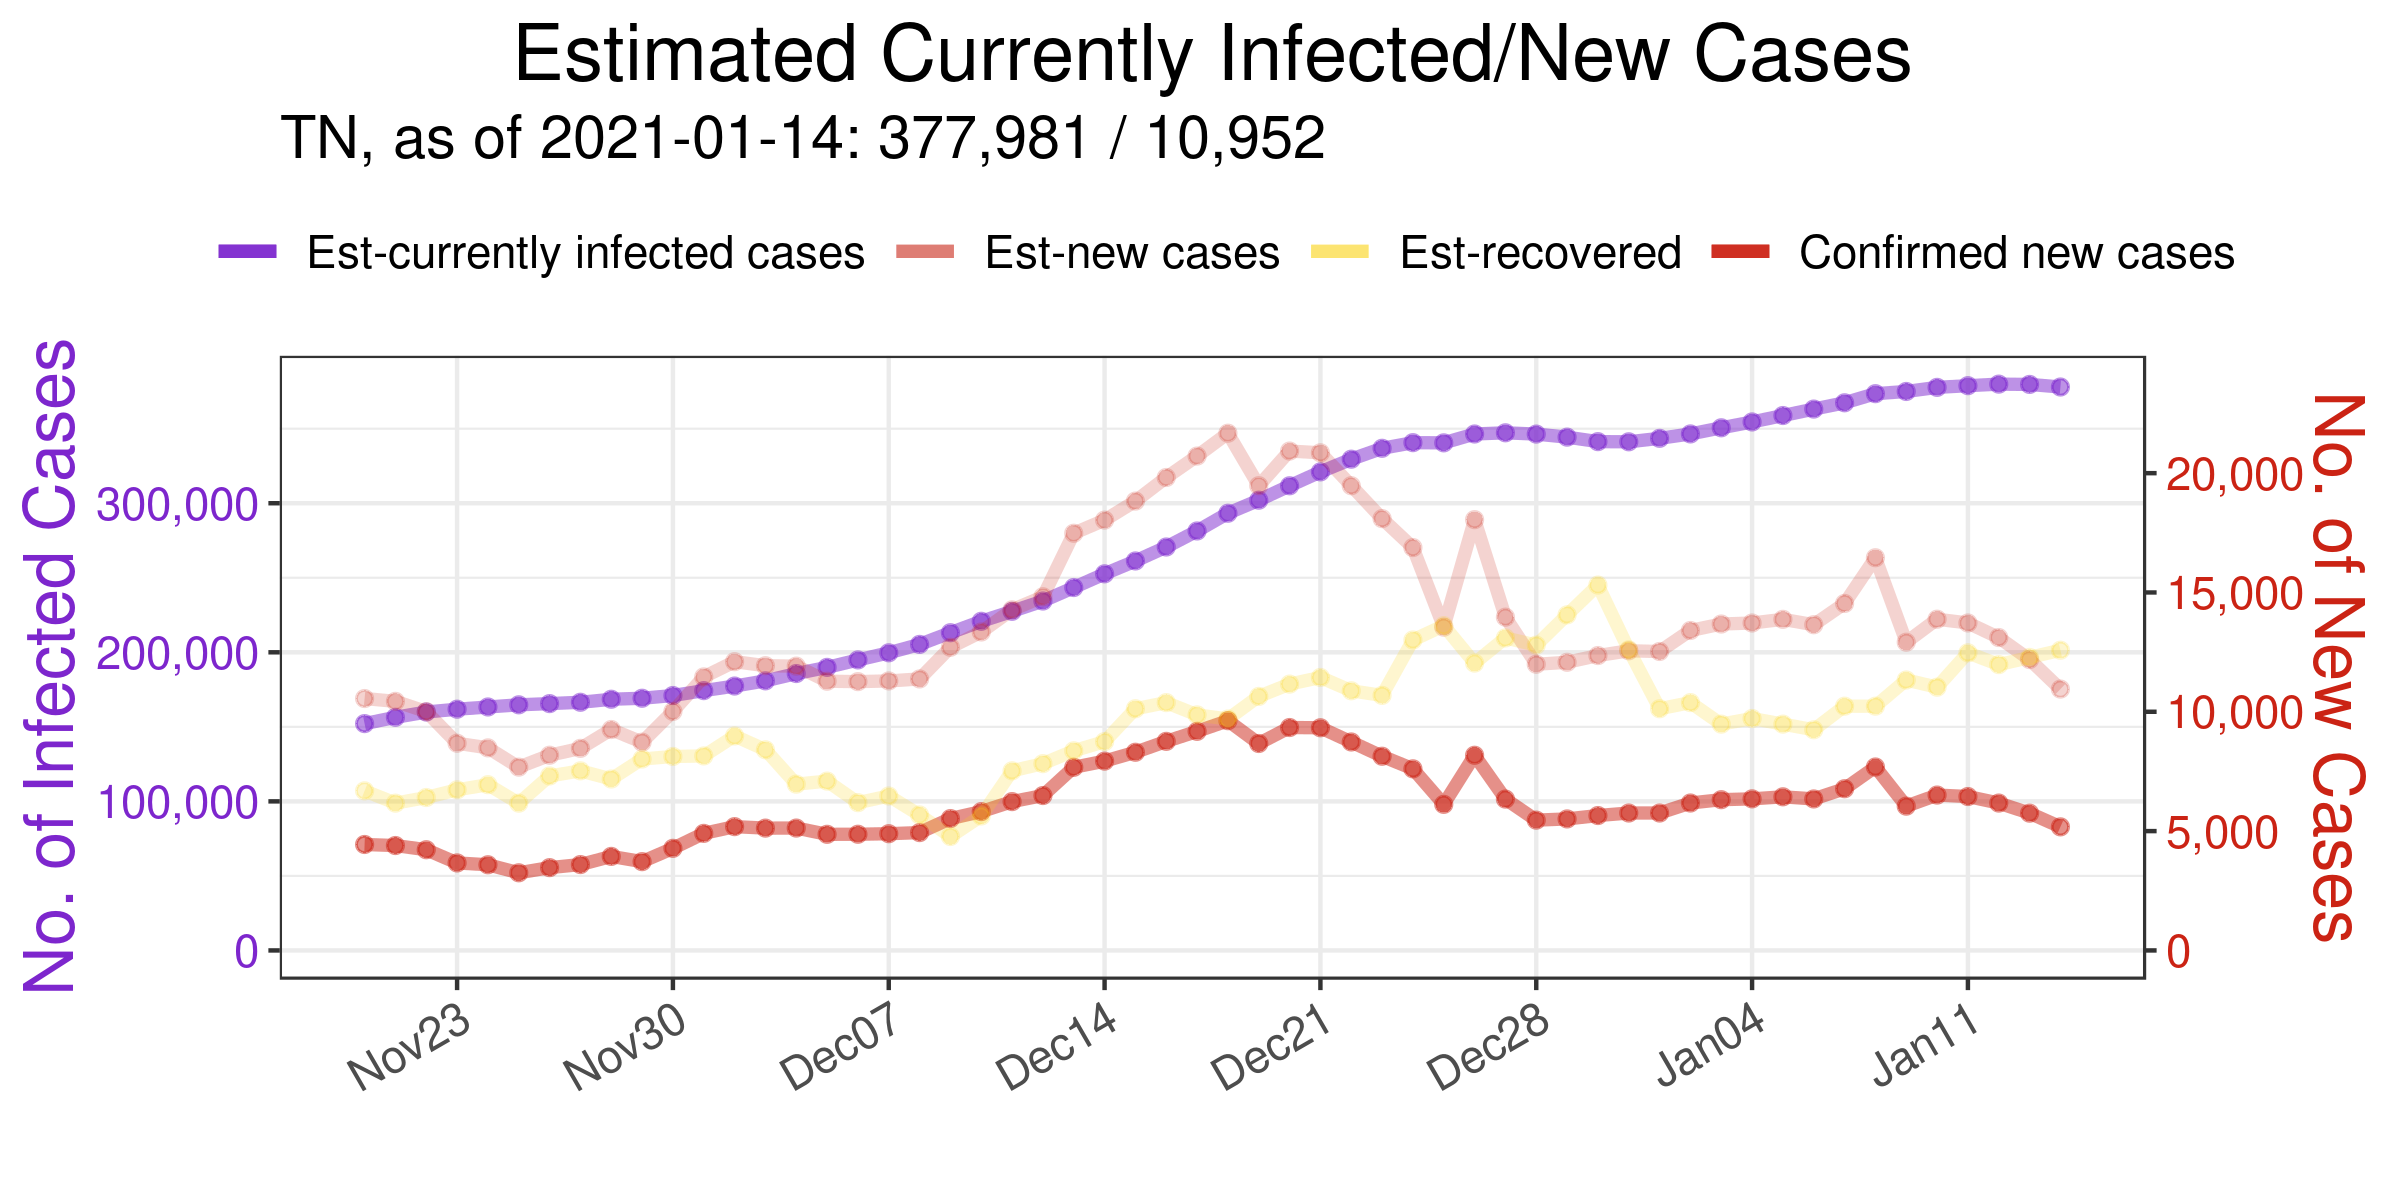 Estimated Currently Infected/New Cases
TN, as of 2021-01-14: 377,981 / 10,952
Est-currently infected cases Est-new cases Est-recovered Confirmed new cases
No. of Infected Cases
300,000
200,000
100,000
0
20,000
15,000
10,000
5,000
0
No. of New Cases
Nov23 Nov30 Dec07 Dec14 Dec21 Dec28 Jan04 Jan11